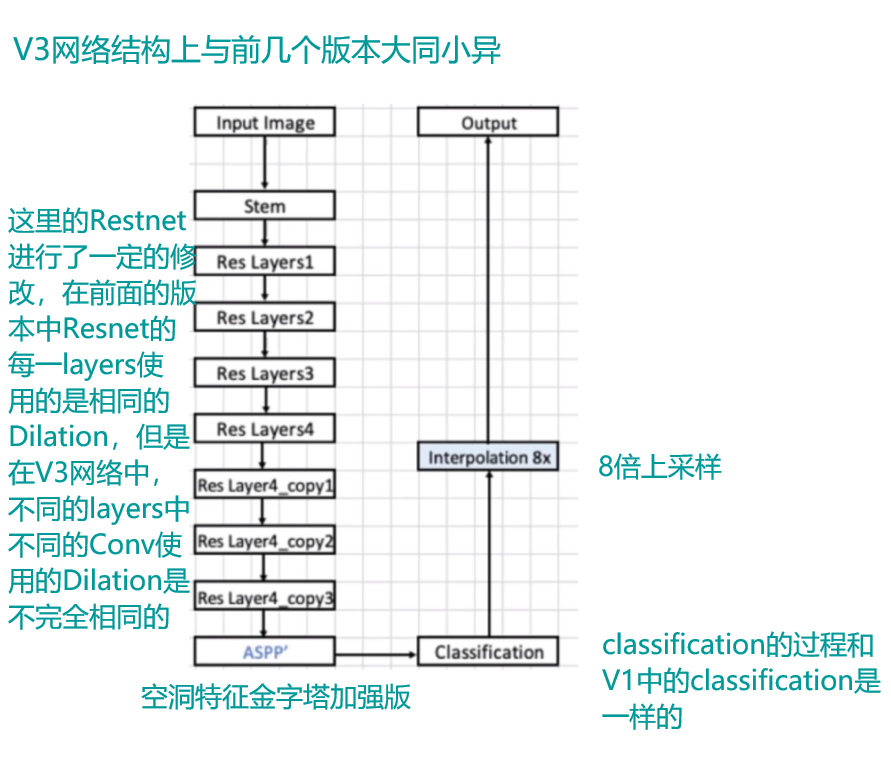 V3网络结构上与前几个版本大同小异
Input Image
Stem
Res Layers1
Res Layers2
Res Layers3
Res Layers4
Res Layer4_copy1
Res Layer4_copy2
Res Layer4_copy3
ASPP'
这里的Restnet
进行了一定的修
改，在前面的版
本中Resnet的
每一layers使
用的是相同的
Dilation，但是
在V3网络中，
不同的layers中
不同的Conv使
用的Dilation是
不完全相同的
空洞特征金字塔加强版
Output
Interpolation 8x
Classification
8倍上采样
classification的过程和
V1中的classification是
一样的